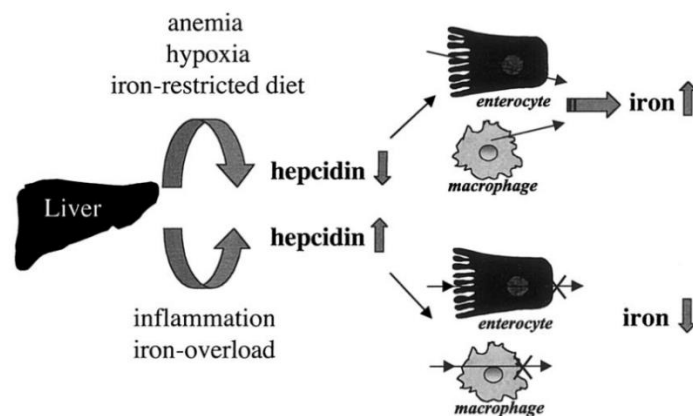 anemia
hypoxia
iron-restricted diet
enterocyte
iron
macrophage
hepcidin
Liver
hepcidin
inflammation
iron-overload
enterocyte
iron
macrophage